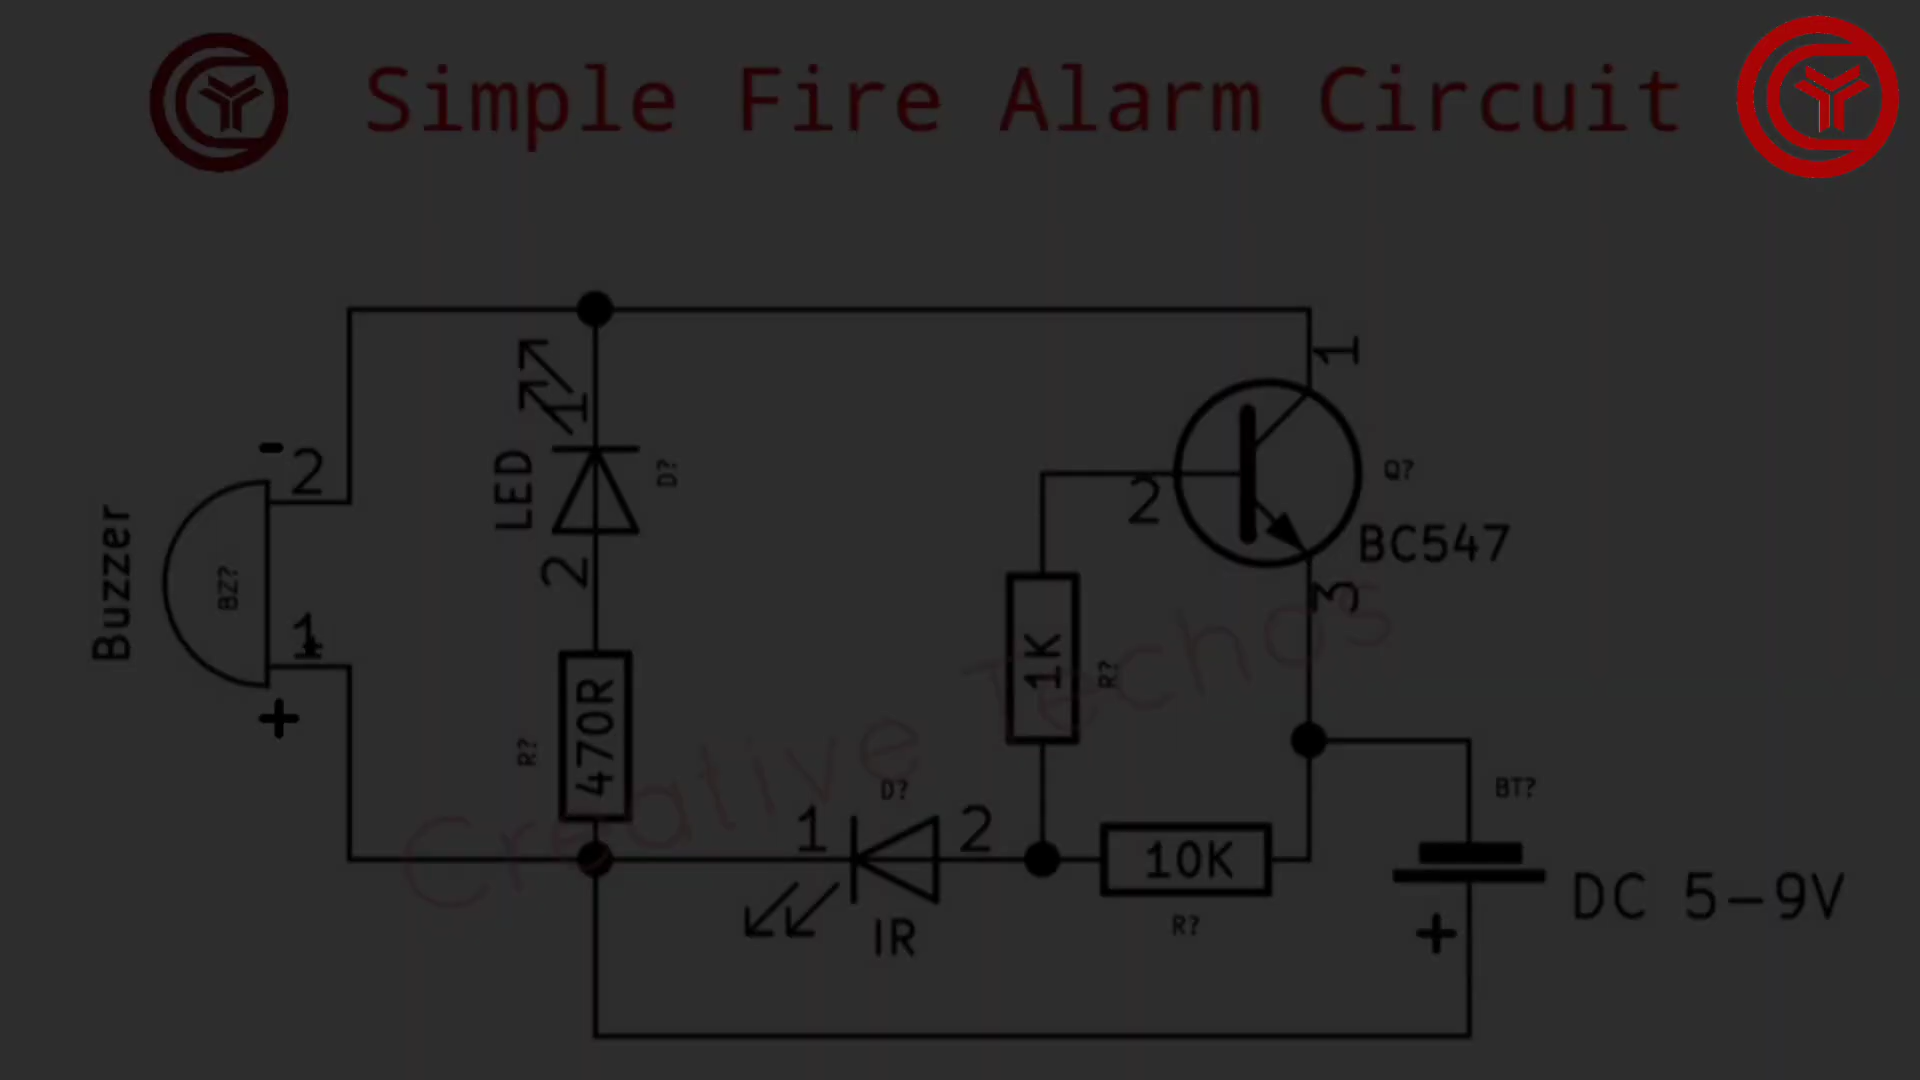 Simple Fire Alarm Circuit
1
- 2
1
LED
D?
Q?
2
BC547
Buzzer
BZ?
2
3
1
+
1K
R?
470R
R?
Creative Techos
D?
BT?
1
2
10K
DC 5-9V
IR
R?
+